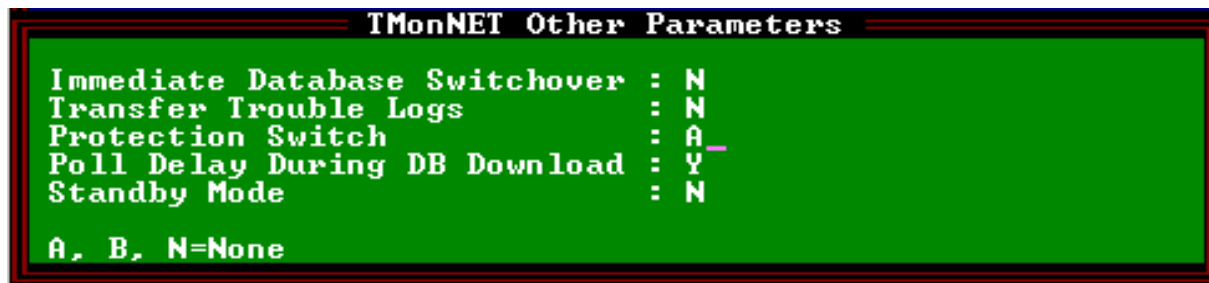 TMonNET Other Parameters
Immediate Database Switchover : N
Transfer Trouble Logs : N
Protection Switch : A_
Poll Delay During DB Download : Y
Standby Mode : N
A, B, N=None